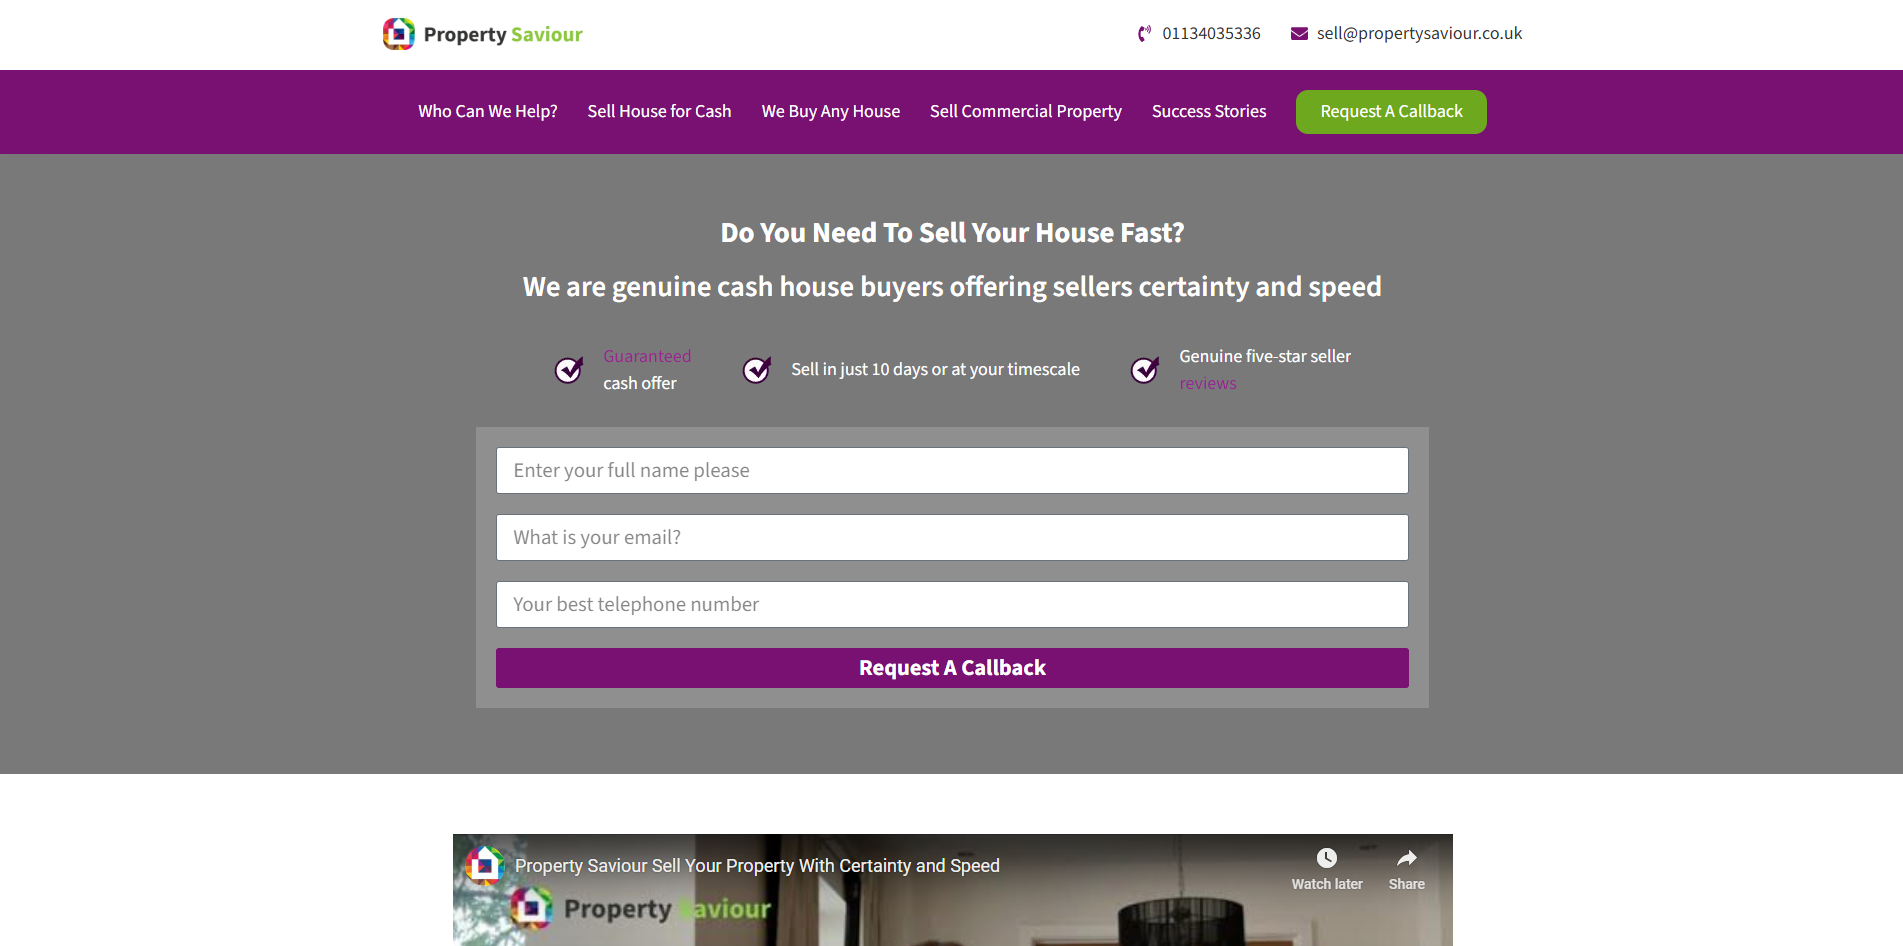 Property Saviour
01134035336
sell@propertysaviour.co.uk
Who Can We Help?
Sell House for Cash
We Buy Any House
Sell Commercial Property
Success Stories
Request A Callback
Do You Need To Sell Your House Fast?
We are genuine cash house buyers offering sellers certainty and speed
Guaranteed
cash offer
Sell in just 10 days or at your timescale
Genuine five-star seller
reviews
Enter your full name please
What is your email?
Your best telephone number
Request A Callback
Property Saviour Sell Your Property With Certainty and Speed
Watch later
Share
Property Saviour